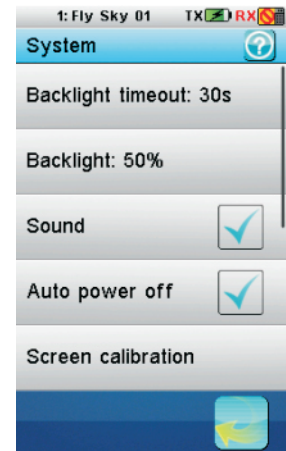 1: Fly Sky 01 TX RX
System ?
Backlight timeout: 30s
Backlight: 50%
Sound
Auto power off
Screen calibration